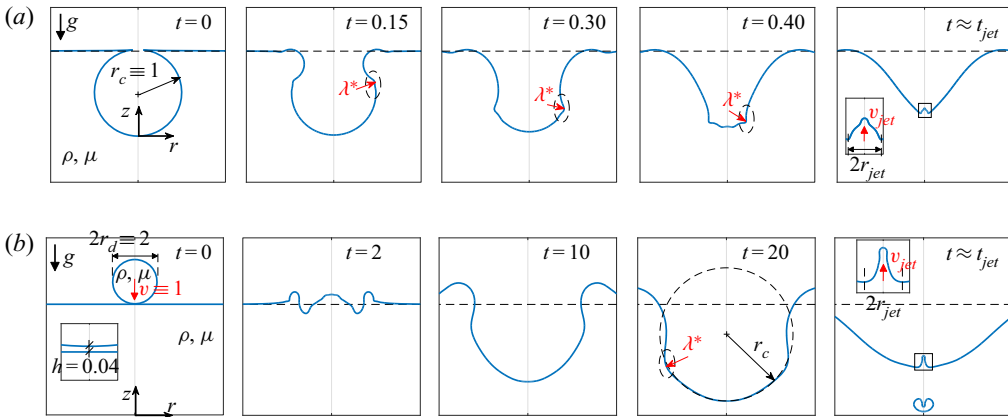 (a)
g
t = 0
r_c ≡ 1
z
r
ρ, μ
t = 0.15
λ*
t = 0.30
λ*
t = 0.40
λ*
t ≈ t_jet
v_jet
2r_jet
(b)
g
2r_d ≡ 2
t = 0
ρ, μ
v ≡ 1
ρ, μ
h = 0.04
z
r
t = 2
t = 10
t = 20
r_c
λ*
t ≈ t_jet
v_jet
2r_jet